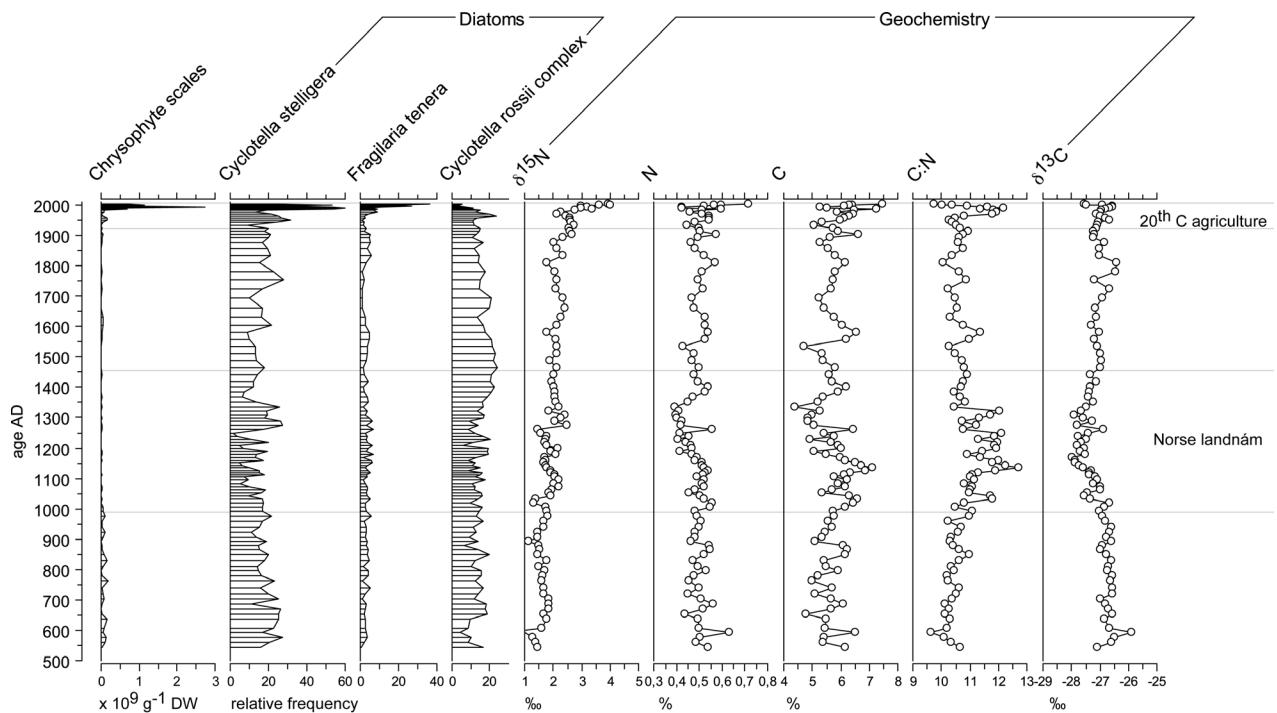 Diatoms
Geochemistry
Chrysophyte scales
Cyclotella stelligera
Fragilaria tenera
Cyclotella rossii complex
δ15N
N
C
C:N
δ13C
age AD
2000
1900
1800
1700
1600
1500
1400
1300
1200
1100
1000
900
800
700
600
500
20th C agriculture
Norse landnám
0 1 2 3
0 20 40 60
0 20 40
0 20
1 2 3 4 5
0,3 0,4 0,5 0,6 0,7 0,8
4 5 6 7 8
9 10 11 12 13
-29 -28 -27 -26 -25
x 109 g-1 DW
relative frequency
‰
%
%
‰